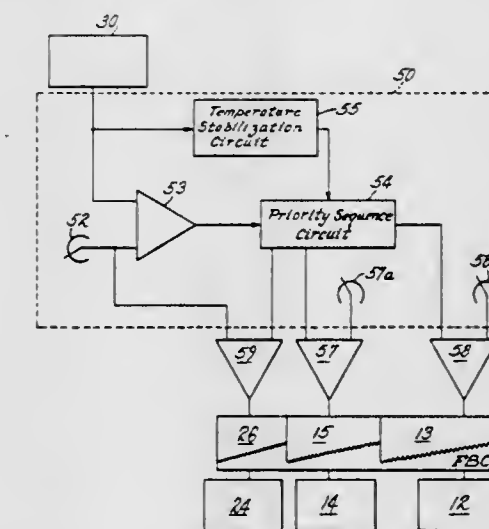 30
50
Temperature
Stabilization
Circuit
55
53
54
52
Priority Sequence
Circuit
57a
59
57
58
26
15
13
FBC
24
14
12